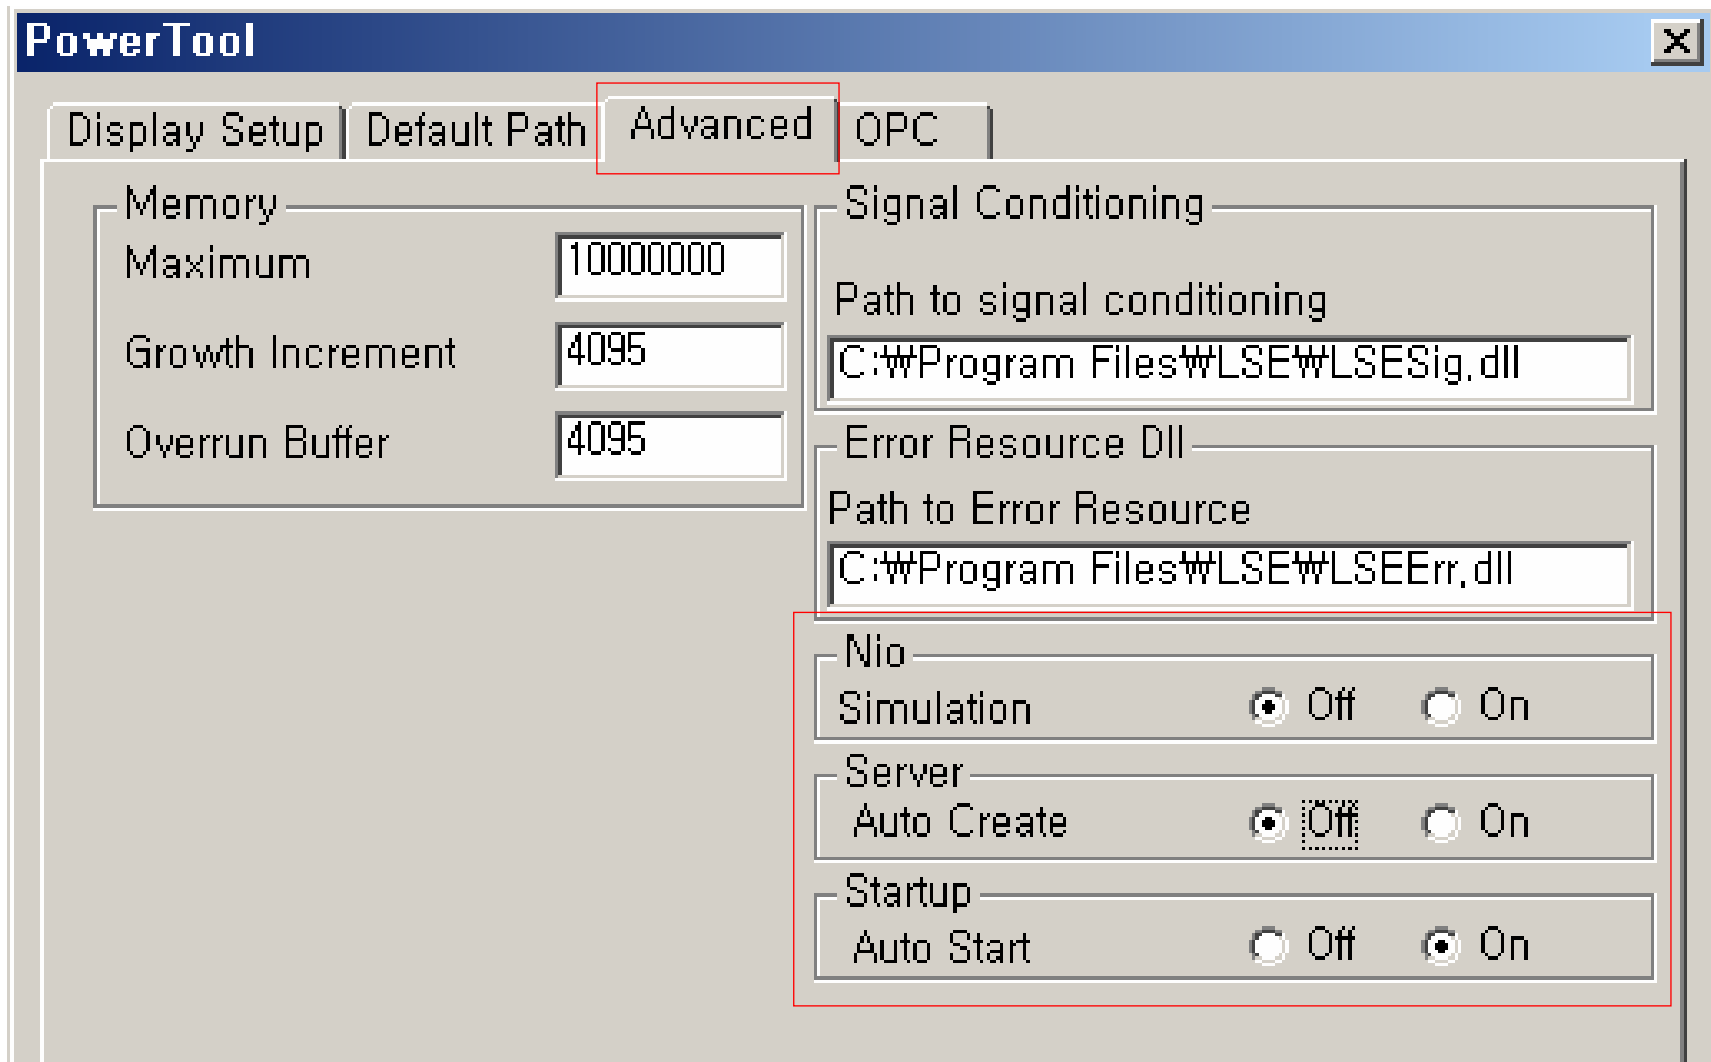 PowerTool
Display Setup
Default Path
Advanced
OPC
Memory
Maximum
10000000
Growth Increment
4095
Overrun Buffer
4095
Signal Conditioning
Path to signal conditioning
C:₩Program Files₩LSE₩LSESig.dll
Error Resource Dll
Path to Error Resource
C:₩Program Files₩LSE₩LSEErr.dll
Nio
Simulation Off On
Server
Auto Create Off On
Startup
Auto Start Off On